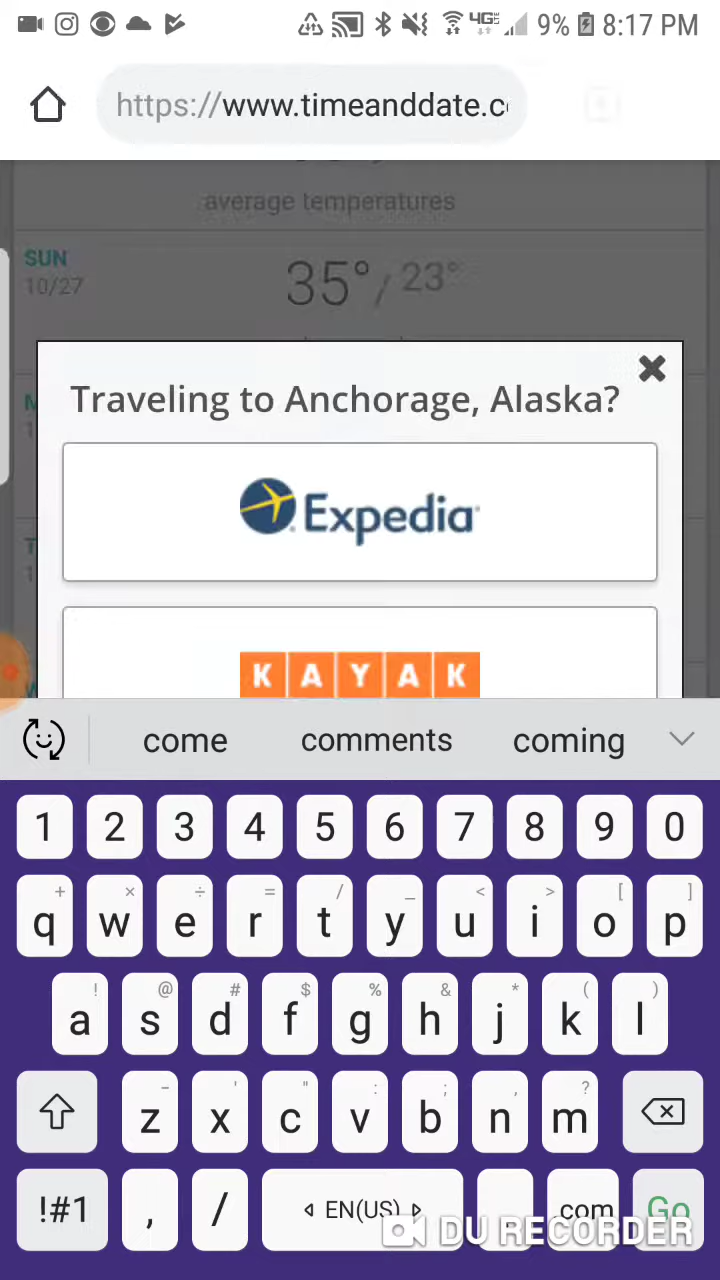 4GE 9% 8:17 PM
https://www.timeanddate.c
average temperatures
SUN
10/27
35°/ 23°
Traveling to Anchorage, Alaska?
Expedia
KAYAK
come comments coming
1 2 3 4 5 6 7 8 9 0
+ × ÷ = / _ < > [ ]
q w e r t y u i o p
! @ # $ % & * ( )
a s d f g h j k l
- ' " : ; , ?
z x c v b n m
!#1 , / EN(US) . .com Go
DU RECORDER